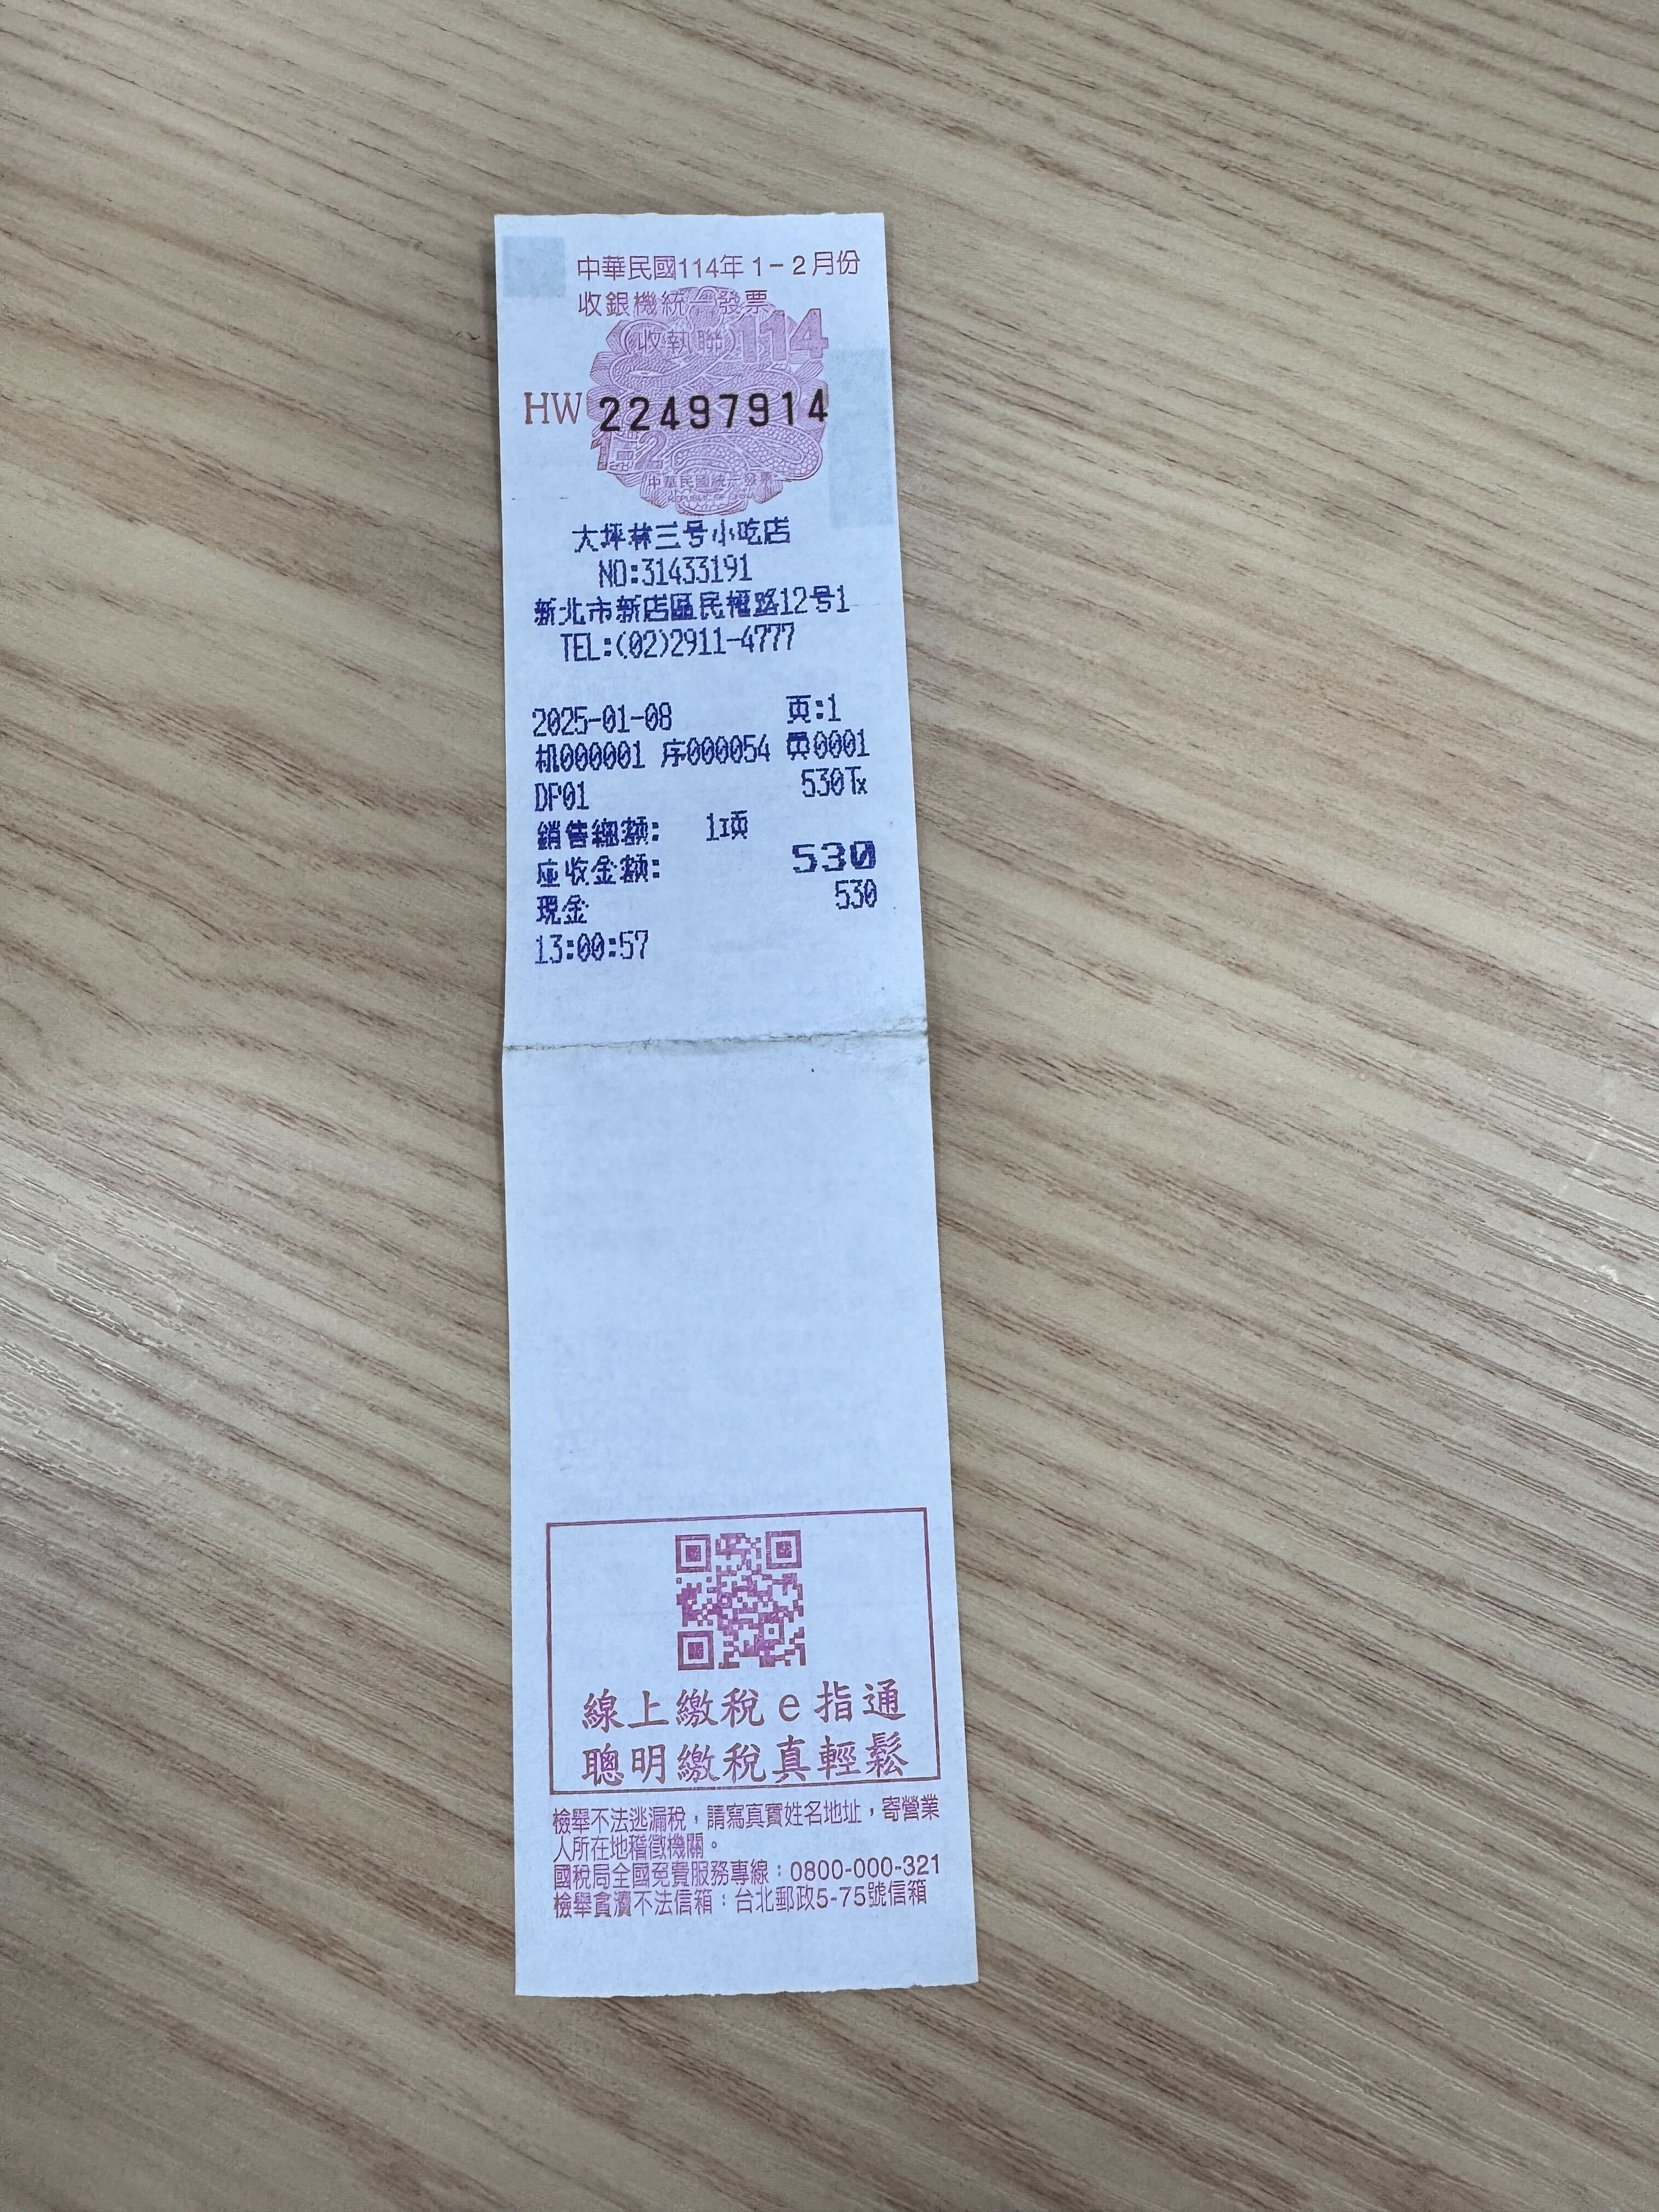 中華民國114年1-2月份
收銀機統一發票
收執聯 114
HW 22497914
1-2
中華民國統一發票
大坪林三号小吃店
NO:31433191
新北市新店區民權路12号1
TEL:(02)2911-4777
2025-01-08 頁:1
机000001 序000054 員0001
DP01 530Tx
銷售總額: 1項
应收金額: 530
現金 530
13:00:57
線上繳稅e指通
聰明繳稅真輕鬆
檢舉不法逃漏稅，請寫真實姓名地址，寄營業
人所在地稽徵機關。
國稅局全國免費服務專線：0800-000-321
檢舉貪瀆不法信箱：台北郵政5-75號信箱